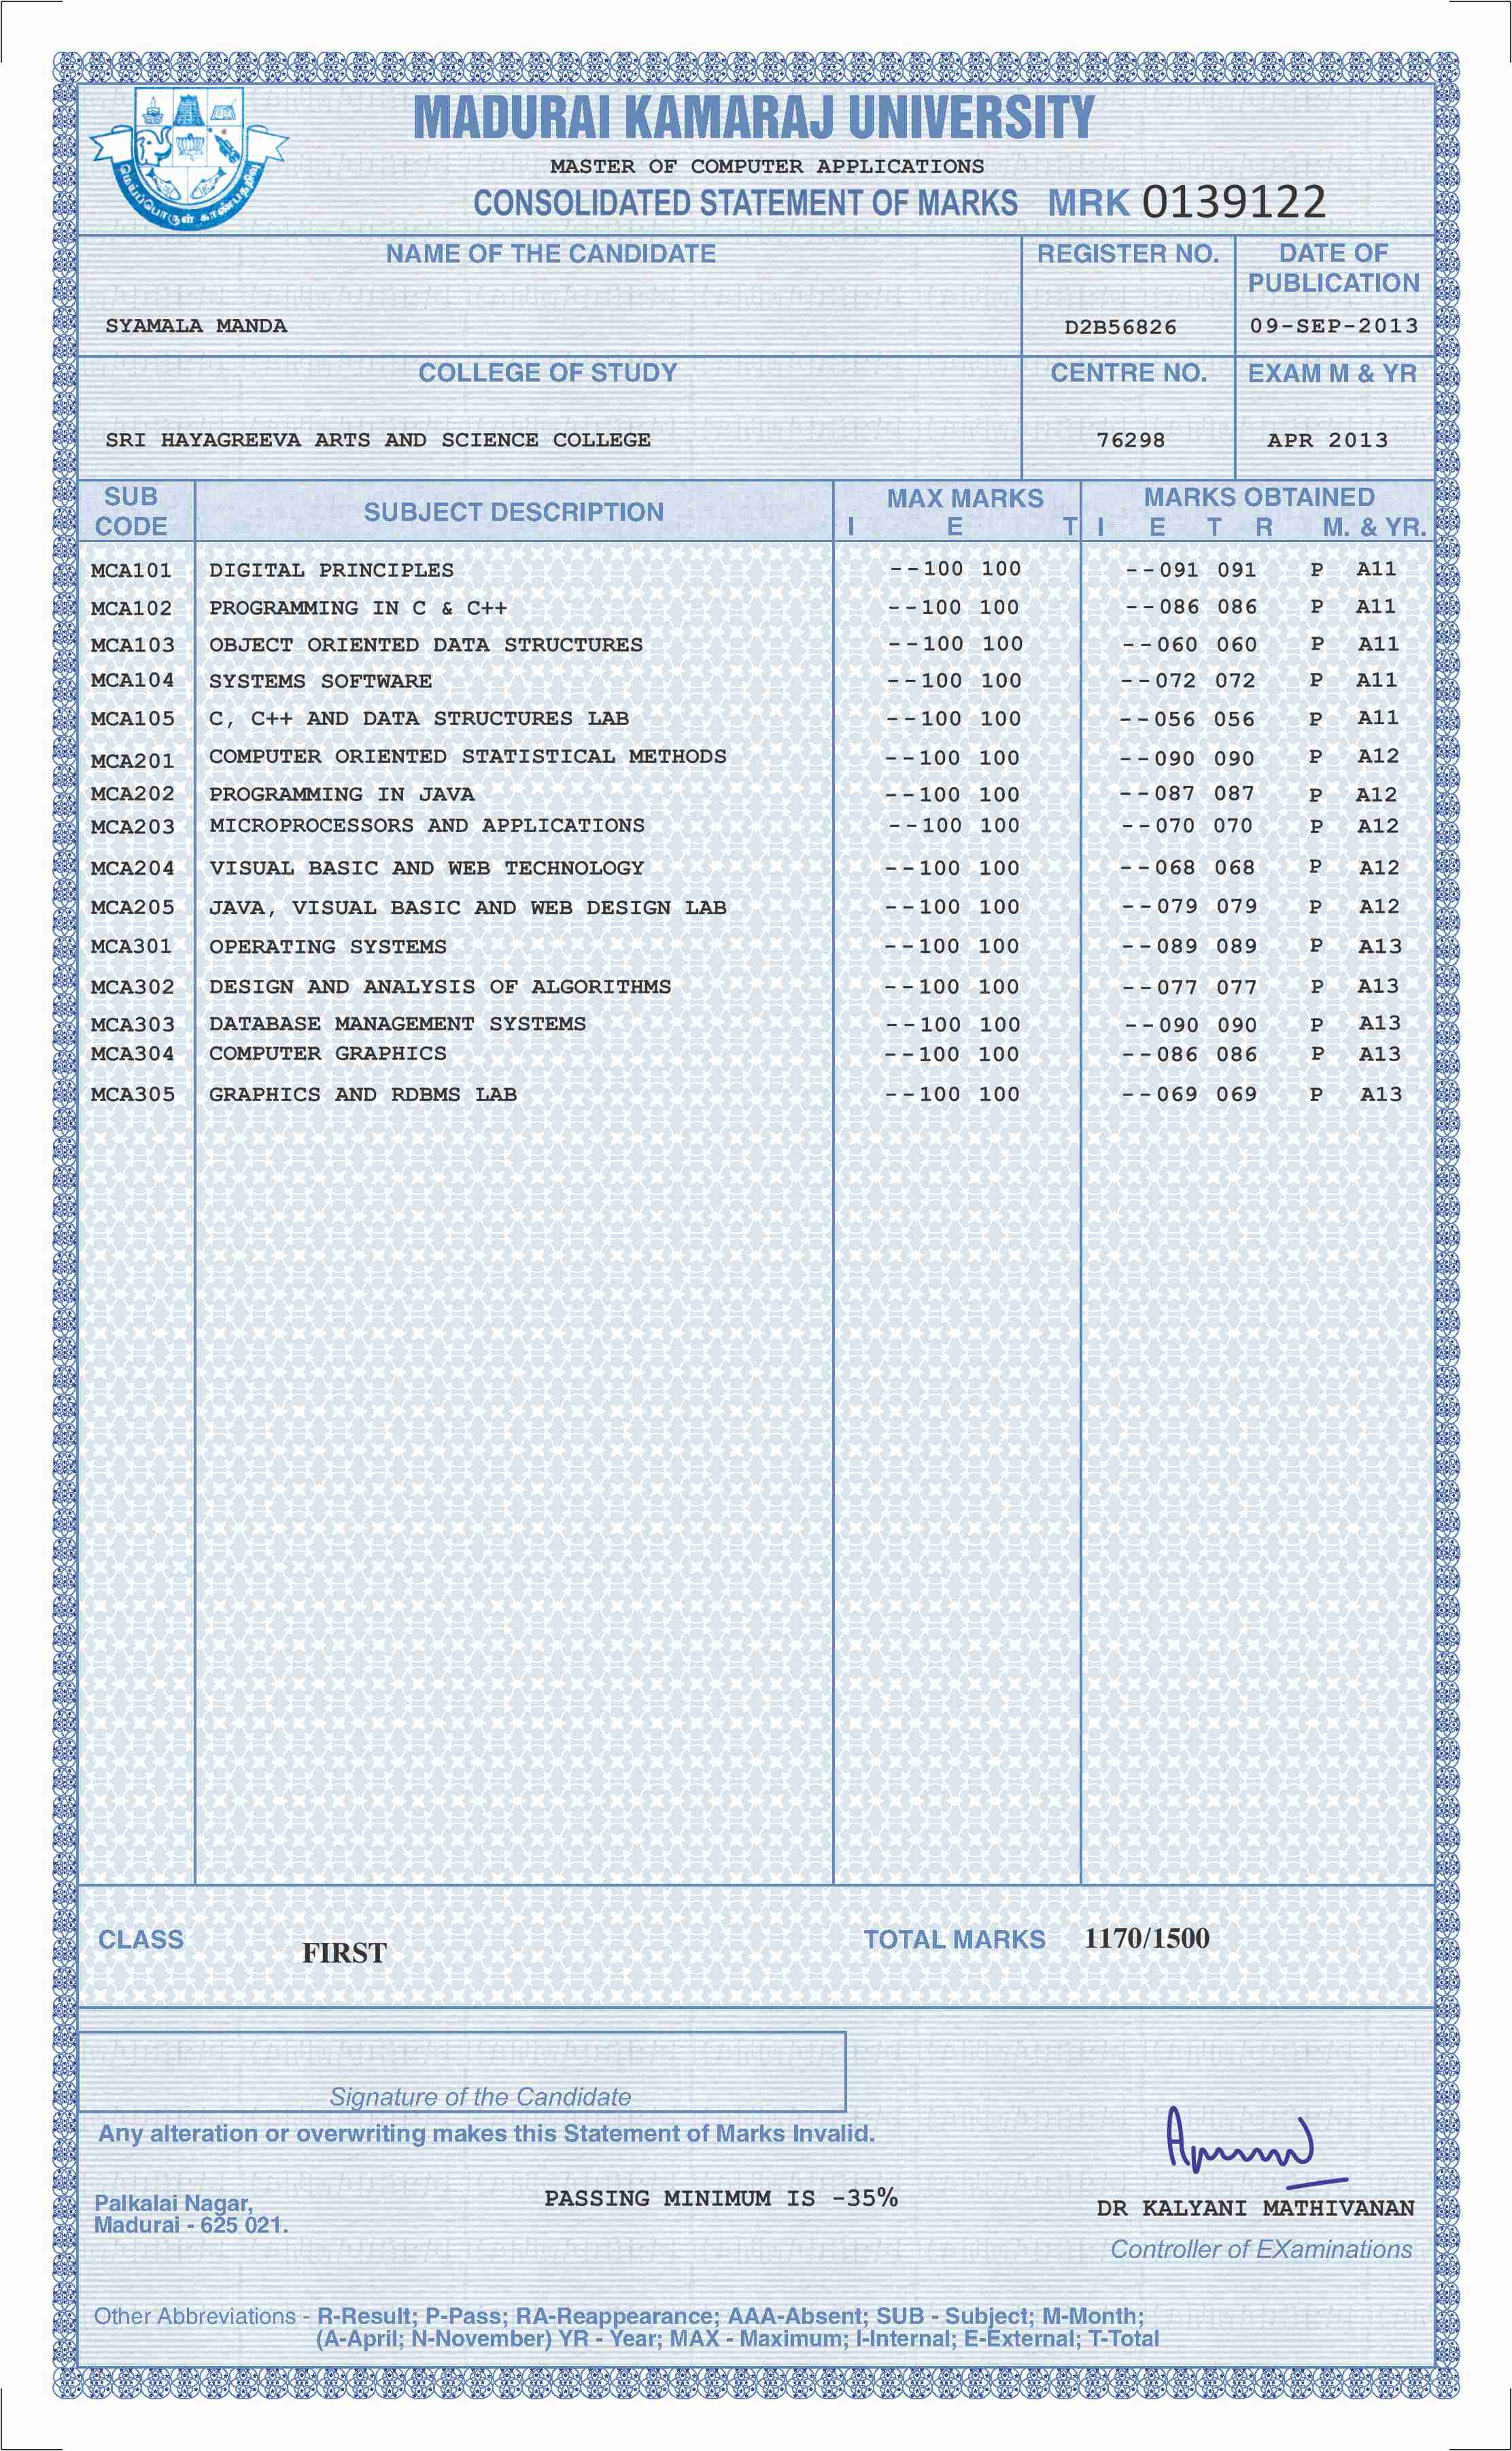 MADURAI KAMARAJ UNIVERSITY
MASTER OF COMPUTER APPLICATIONS
CONSOLIDATED STATEMENT OF MARKS MRK 0139122
NAME OF THE CANDIDATE REGISTER NO. DATE OF
PUBLICATION
SYAMALA MANDA D2B56826 09-SEP-2013
COLLEGE OF STUDY CENTRE NO. EXAM M & YR
SRI HAYAGREEVA ARTS AND SCIENCE COLLEGE 76298 APR 2013
SUB
CODE SUBJECT DESCRIPTION MAX MARKS MARKS OBTAINED
I E T I E T R M. & YR.
MCA101 DIGITAL PRINCIPLES --100 100 --091 091 P A11
MCA102 PROGRAMMING IN C & C++ --100 100 --086 086 P A11
MCA103 OBJECT ORIENTED DATA STRUCTURES --100 100 --060 060 P A11
MCA104 SYSTEMS SOFTWARE --100 100 --072 072 P A11
MCA105 C, C++ AND DATA STRUCTURES LAB --100 100 --056 056 P A11
MCA201 COMPUTER ORIENTED STATISTICAL METHODS --100 100 --090 090 P A12
MCA202 PROGRAMMING IN JAVA --100 100 --087 087 P A12
MCA203 MICROPROCESSORS AND APPLICATIONS --100 100 --070 070 P A12
MCA204 VISUAL BASIC AND WEB TECHNOLOGY --100 100 --068 068 P A12
MCA205 JAVA, VISUAL BASIC AND WEB DESIGN LAB --100 100 --079 079 P A12
MCA301 OPERATING SYSTEMS --100 100 --089 089 P A13
MCA302 DESIGN AND ANALYSIS OF ALGORITHMS --100 100 --077 077 P A13
MCA303 DATABASE MANAGEMENT SYSTEMS --100 100 --090 090 P A13
MCA304 COMPUTER GRAPHICS --100 100 --086 086 P A13
MCA305 GRAPHICS AND RDBMS LAB --100 100 --069 069 P A13
CLASS FIRST TOTAL MARKS 1170/1500
Signature of the Candidate
Any alteration or overwriting makes this Statement of Marks Invalid.
Palkalai Nagar,
Madurai - 625 021.
PASSING MINIMUM IS -35%
DR KALYANI MATHIVANAN
Controller of EXaminations
Other Abbreviations - R-Result; P-Pass; RA-Reappearance; AAA-Absent; SUB - Subject; M-Month;
(A-April; N-November) YR - Year; MAX - Maximum; I-Internal; E-External; T-Total